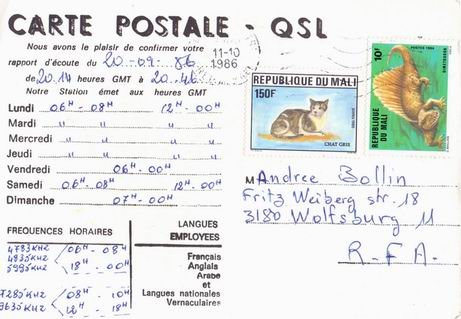 CARTE POSTALE - QSL
Nous avons le plaisir de confirmer votre
rapport d'écoute du 20-09-86
de 20.14 heures GMT à 20.46
Notre Station émet aux heures GMT
Lundi 06H-08H 12H-00H
Mardi " " " "
Mercredi " " " "
Jeudi " " " "
Vendredi 06H-00H
Samedi 06H-08H 12H-00H
Dimanche 07H-00H
FREQUENCES HORAIRES
4783KHZ
4835KHZ 06H-08H
5995KHZ 18H-00H
7285KHZ 08H-10H
9635KHZ 12H-18H
LANGUES
EMPLOYEES
Français
Anglais
Arabe
et
Langues nationales
Vernaculaires
11-10
1986
REPUBLIQUE DU MALI
150F
CHAT GRIS
POSTES 1984
10F
REPUBLIQUE
DU MALI
DIMETRODON
M Andree Bollin
Fritz Weiberg str. 18
3180 Wolfsburg 11
R.F.A.